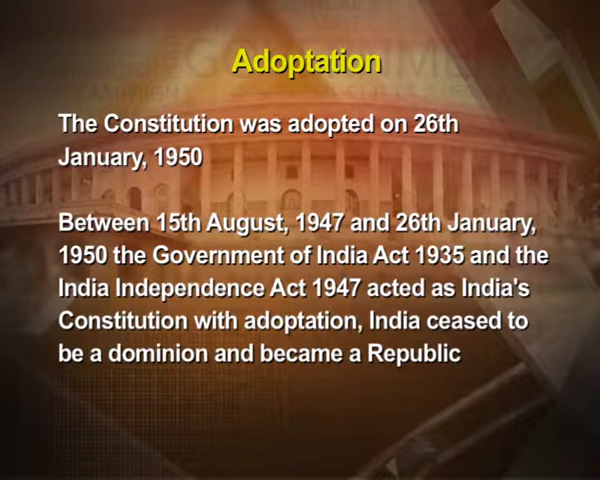 Adoptation
The Constitution was adopted on 26th
January, 1950
Between 15th August, 1947 and 26th January,
1950 the Government of India Act 1935 and the
India Independence Act 1947 acted as India's
Constitution with adoptation, India ceased to
be a dominion and became a Republic